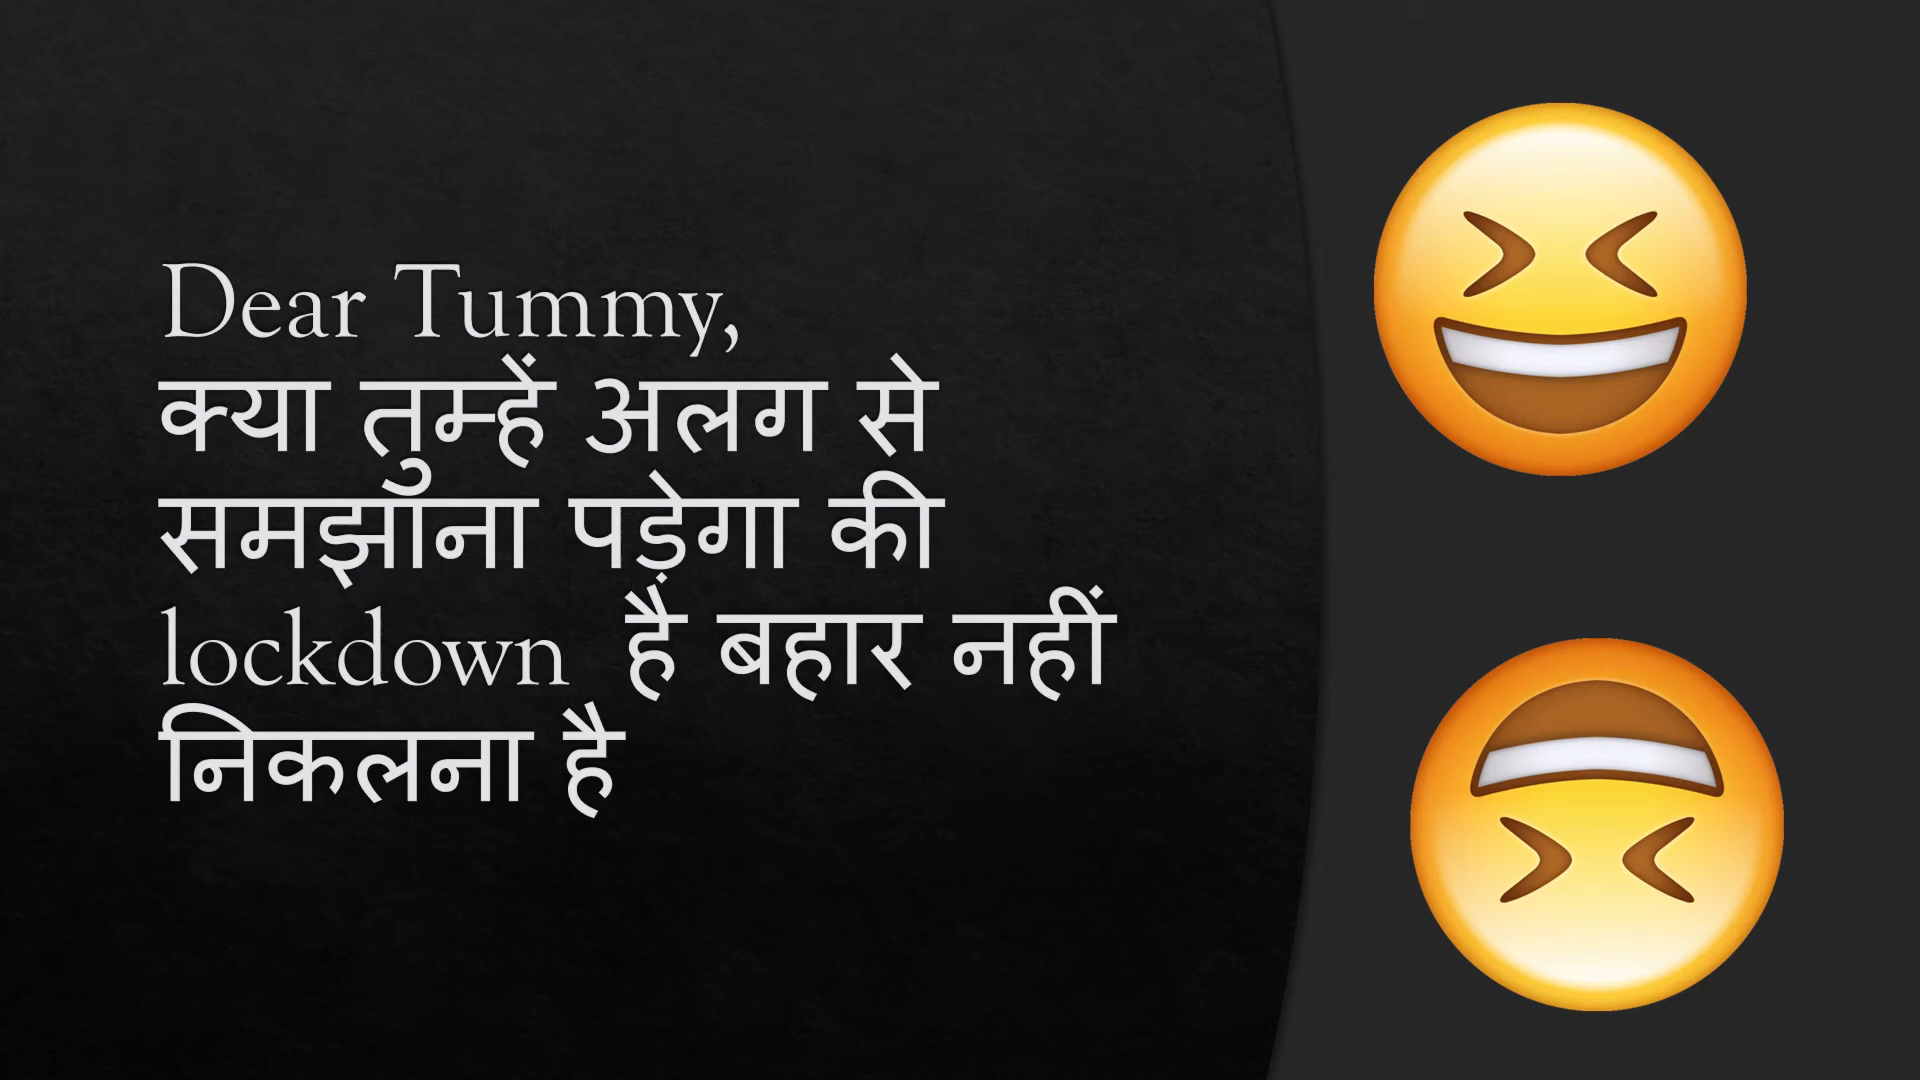 Dear Tummy,
क्या तुम्हें अलग से
समझाना पड़ेगा की
lockdown है बहार नहीं
निकलना है